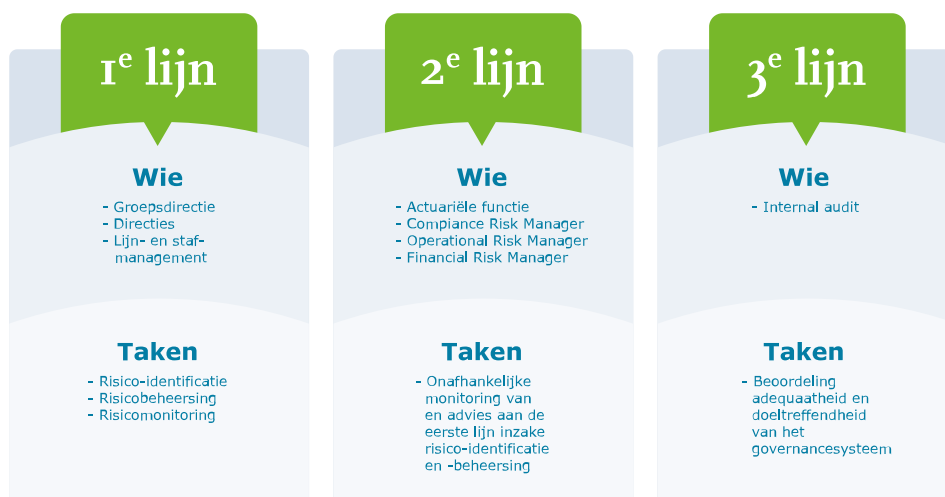 1e lijn
Wie
- Groepsdirectie
- Directies
- Lijn- en staf-
management
Taken
- Risico-identificatie
- Risicobeheersing
- Risicomonitoring
2e lijn
Wie
- Actuariële functie
- Compliance Risk Manager
- Operational Risk Manager
- Financial Risk Manager
Taken
- Onafhankelijke
monitoring van
en advies aan de
eerste lijn inzake
risico-identificatie
en -beheersing
3e lijn
Wie
- Internal audit
Taken
- Beoordeling
adequaatheid en
doeltreffendheid
van het
governancesysteem